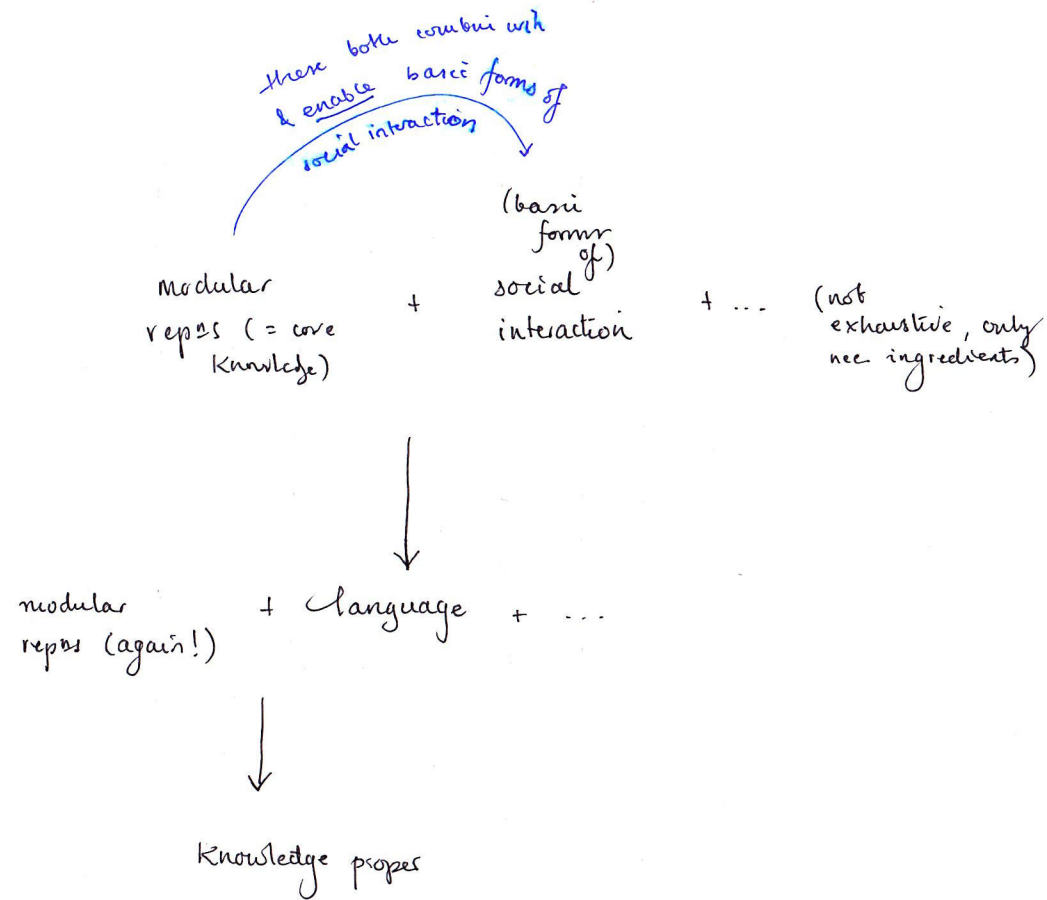 these both combine with
& enable basic forms of
social interaction
(basic
forms
of)
modular
repns (= core
knowledge)
+
social
interaction
+ ...
(not
exhaustive, only
nec ingredients)
modular
repns (again!)
+ language + ...
Knowledge proper